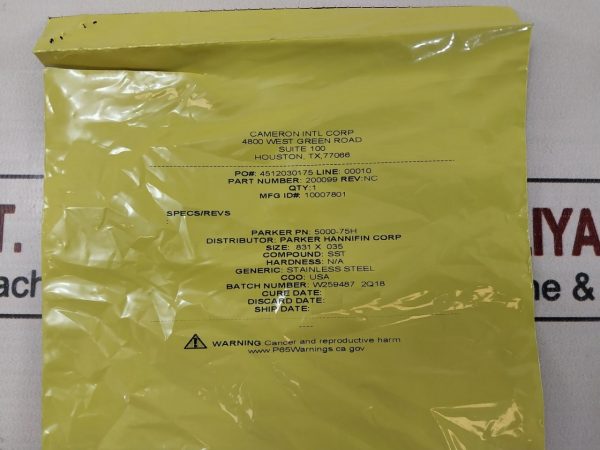 CAMERON INTL CORP
4800 WEST GREEN ROAD
SUITE 100
HOUSTON, TX,77066
PO#: 4512030175 LINE: 00010
PART NUMBER: 200099 REV:NC
QTY:1
MFG ID#: 10007801
SPECS/REVS
:
PARKER PN: 5000-75H
DISTRIBUTOR: PARKER HANNIFIN CORP
SIZE: 831 X .035
COMPOUND: SST
HARDNESS: N/A
GENERIC: STAINLESS STEEL
COO: USA
BATCH NUMBER: W259487 2Q18
CURE DATE:
DISCARD DATE:
SHIP DATE:
WARNING Cancer and reproductive harm
www.P65Warnings.ca.gov
T.
IYA
ach
ne &